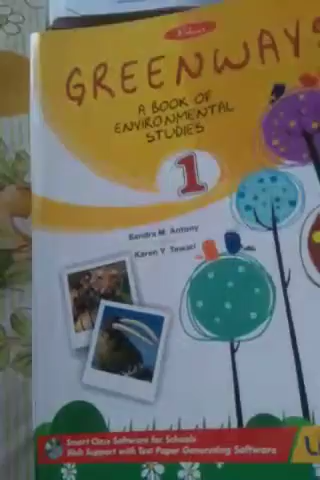 GREENWAYS
A BOOK OF
ENVIRONMENTAL
STUDIES
1
Sandra M Antony
Karen Y Tewari
Smart Class Software for Schools
Web Support with Test Paper Generating Software